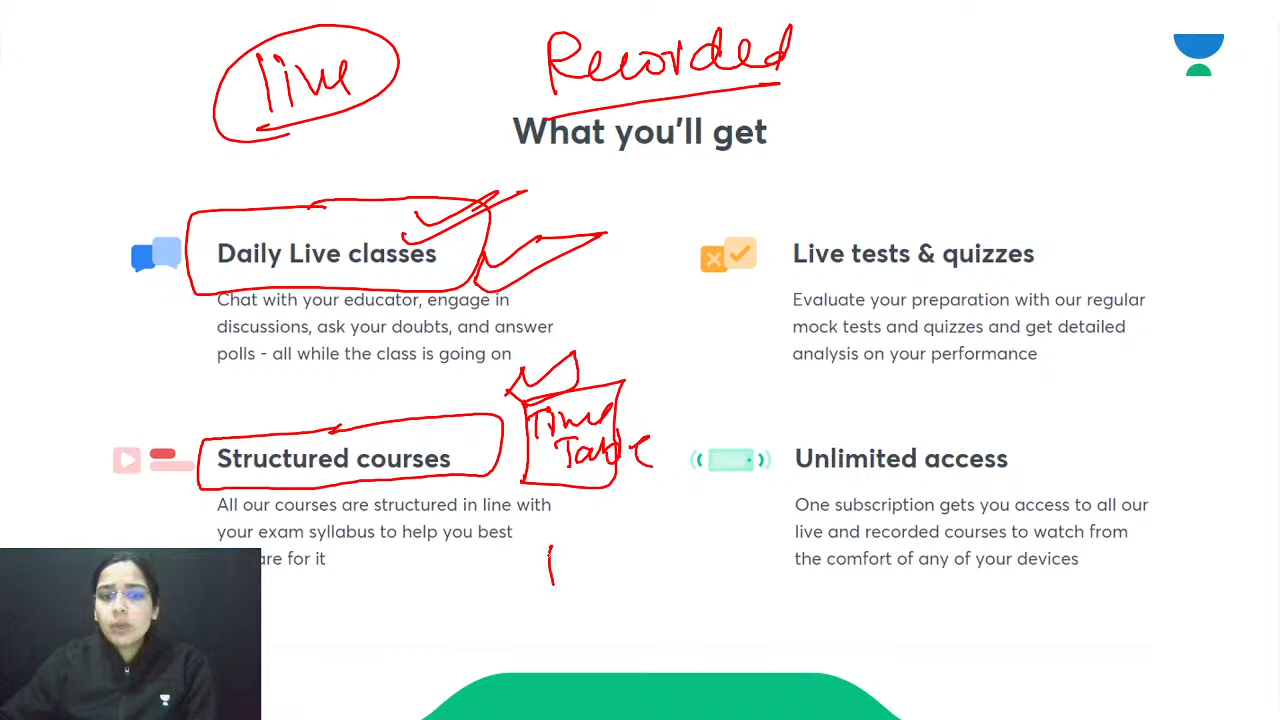 live
Recorded
What you'll get
Daily Live classes
Chat with your educator, engage in
discussions, ask your doubts, and answer
polls - all while the class is going on
Live tests & quizzes
Evaluate your preparation with our regular
mock tests and quizzes and get detailed
analysis on your performance
Structured courses
All our courses are structured in line with
your exam syllabus to help you best
are for it
Time
Table
Unlimited access
One subscription gets you access to all our
live and recorded courses to watch from
the comfort of any of your devices